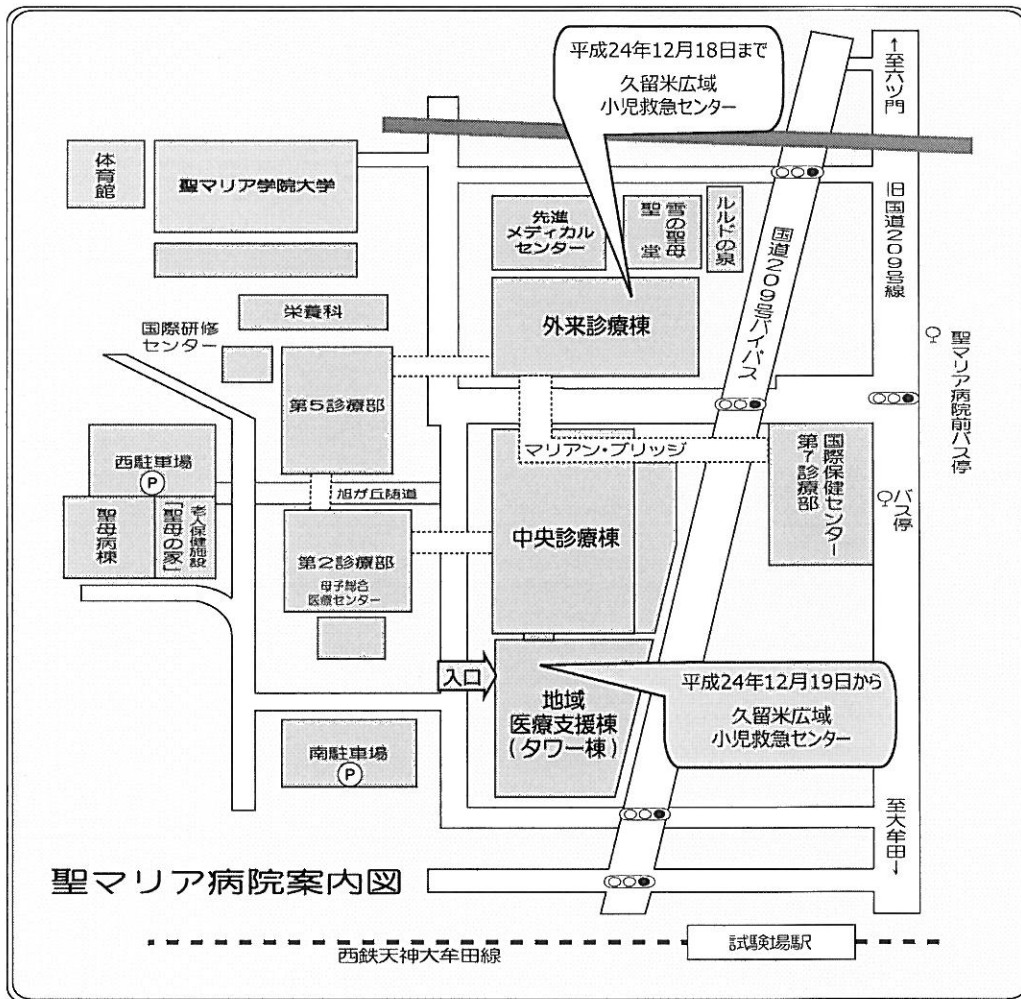 平成24年12月18日まで
久留米広域
小児救急センター
↑至六ツ門
体育館
聖マリア学院大学
先進
メディカル
センター
雪の聖母
聖堂
ルルドの泉
国道209号バイパス
旧国道209号線
栄養科
外来診療棟
国際研修
センター
聖マリア病院前バス停
第5診療部
マリアン・ブリッジ
国際保健センター
第7診療部
西駐車場
P
旭が丘隧道
バス停
聖母病棟
老人保健施設
「聖母の家」
中央診療棟
第2診療部
母子総合
医療センター
入口
平成24年12月19日から
久留米広域
小児救急センター
地域
医療支援棟
(タワー棟)
南駐車場
P
至大牟田↓
聖マリア病院案内図
試験場駅
西鉄天神大牟田線